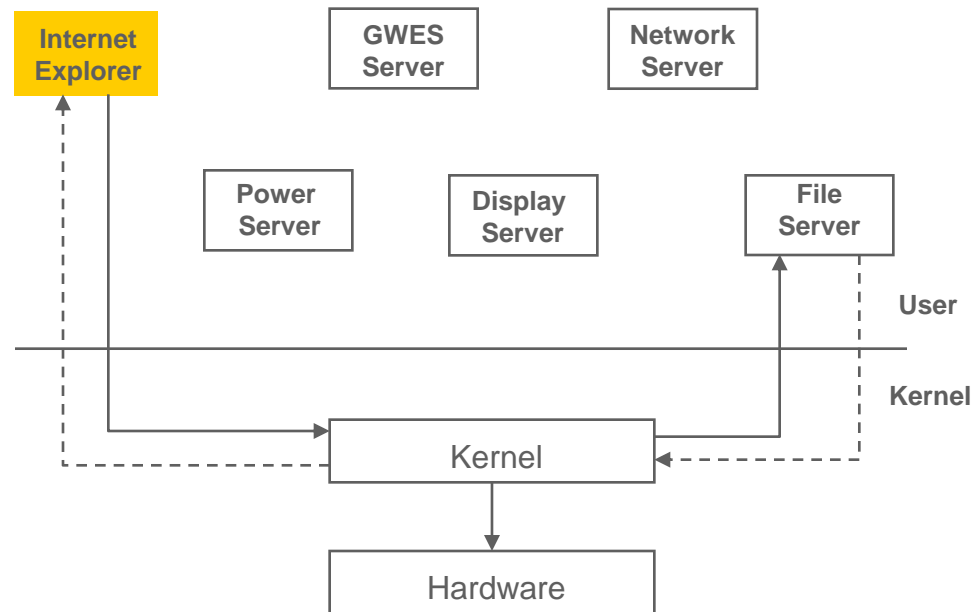 Internet
Explorer
GWES
Server
Network
Server
Power
Server
Display
Server
File
Server
User
Kernel
Kernel
Hardware